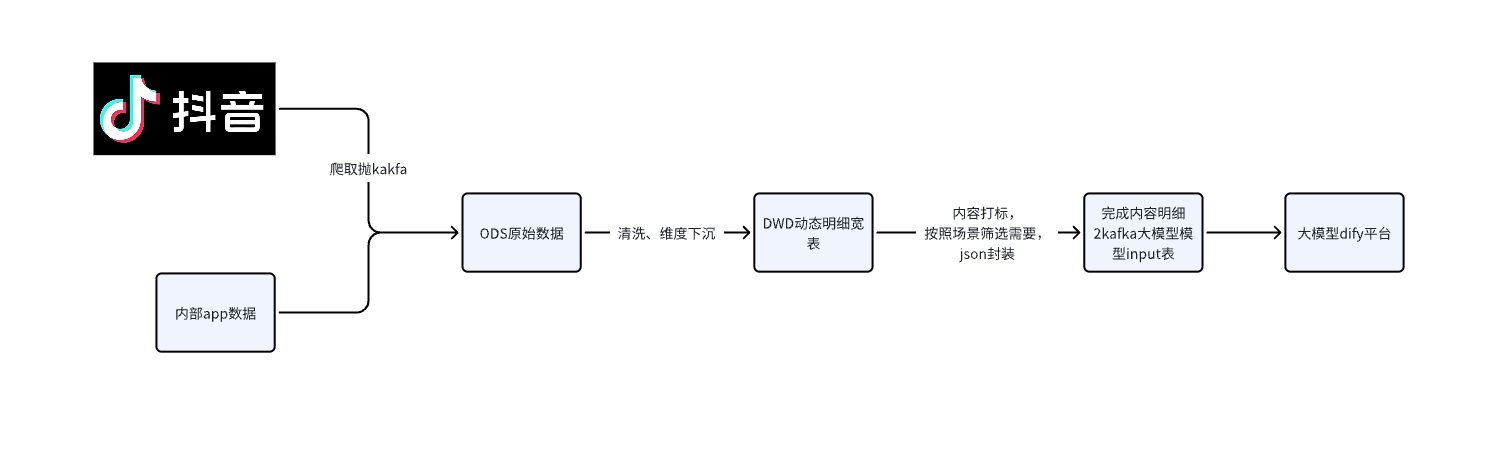 抖音
爬取抛kakfa
内部app数据
ODS原始数据
清洗、维度下沉
DWD动态明细宽
表
内容打标，
按照场景筛选需要，
json封装
完成内容明细
2kafka大模型模
型input表
大模型dify平台